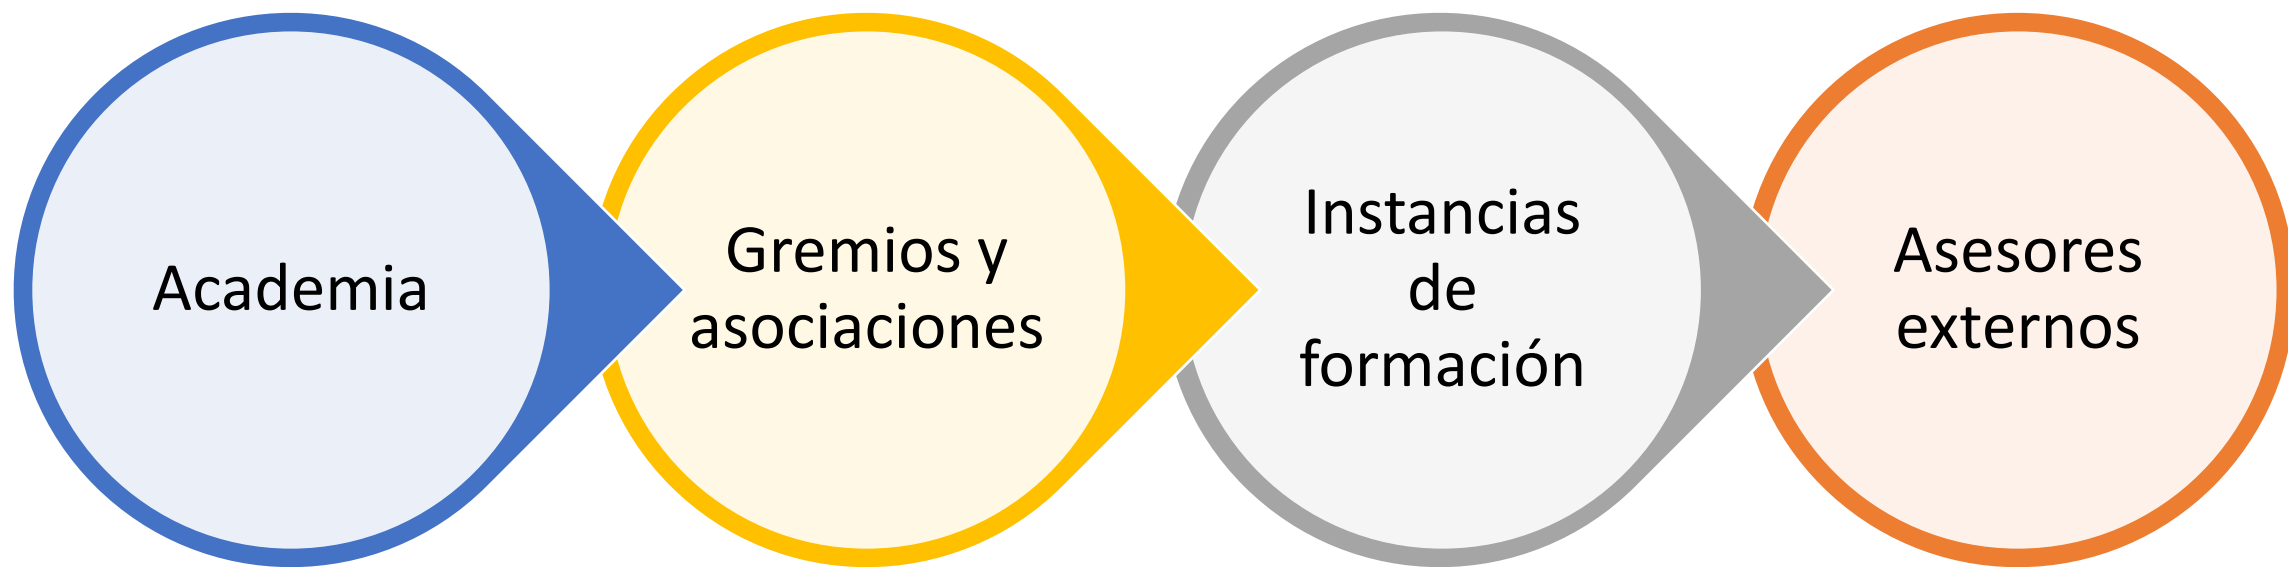 Academia
Gremios y
asociaciones
Instancias
de
formación
Asesores
externos